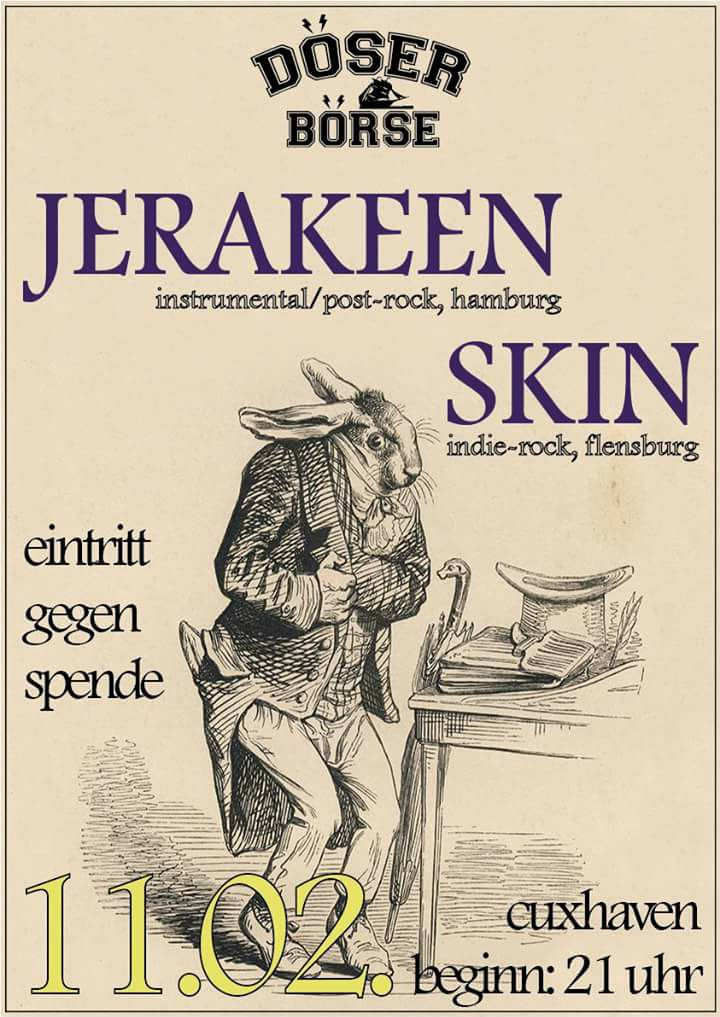 DÖSER
BÖRSE
JERAKEEN
instrumental/post-rock, hamburg
SKIN
indie-rock, flensburg
eintritt
gegen
spende
11.02.
cuxhaven
beginn: 21 uhr